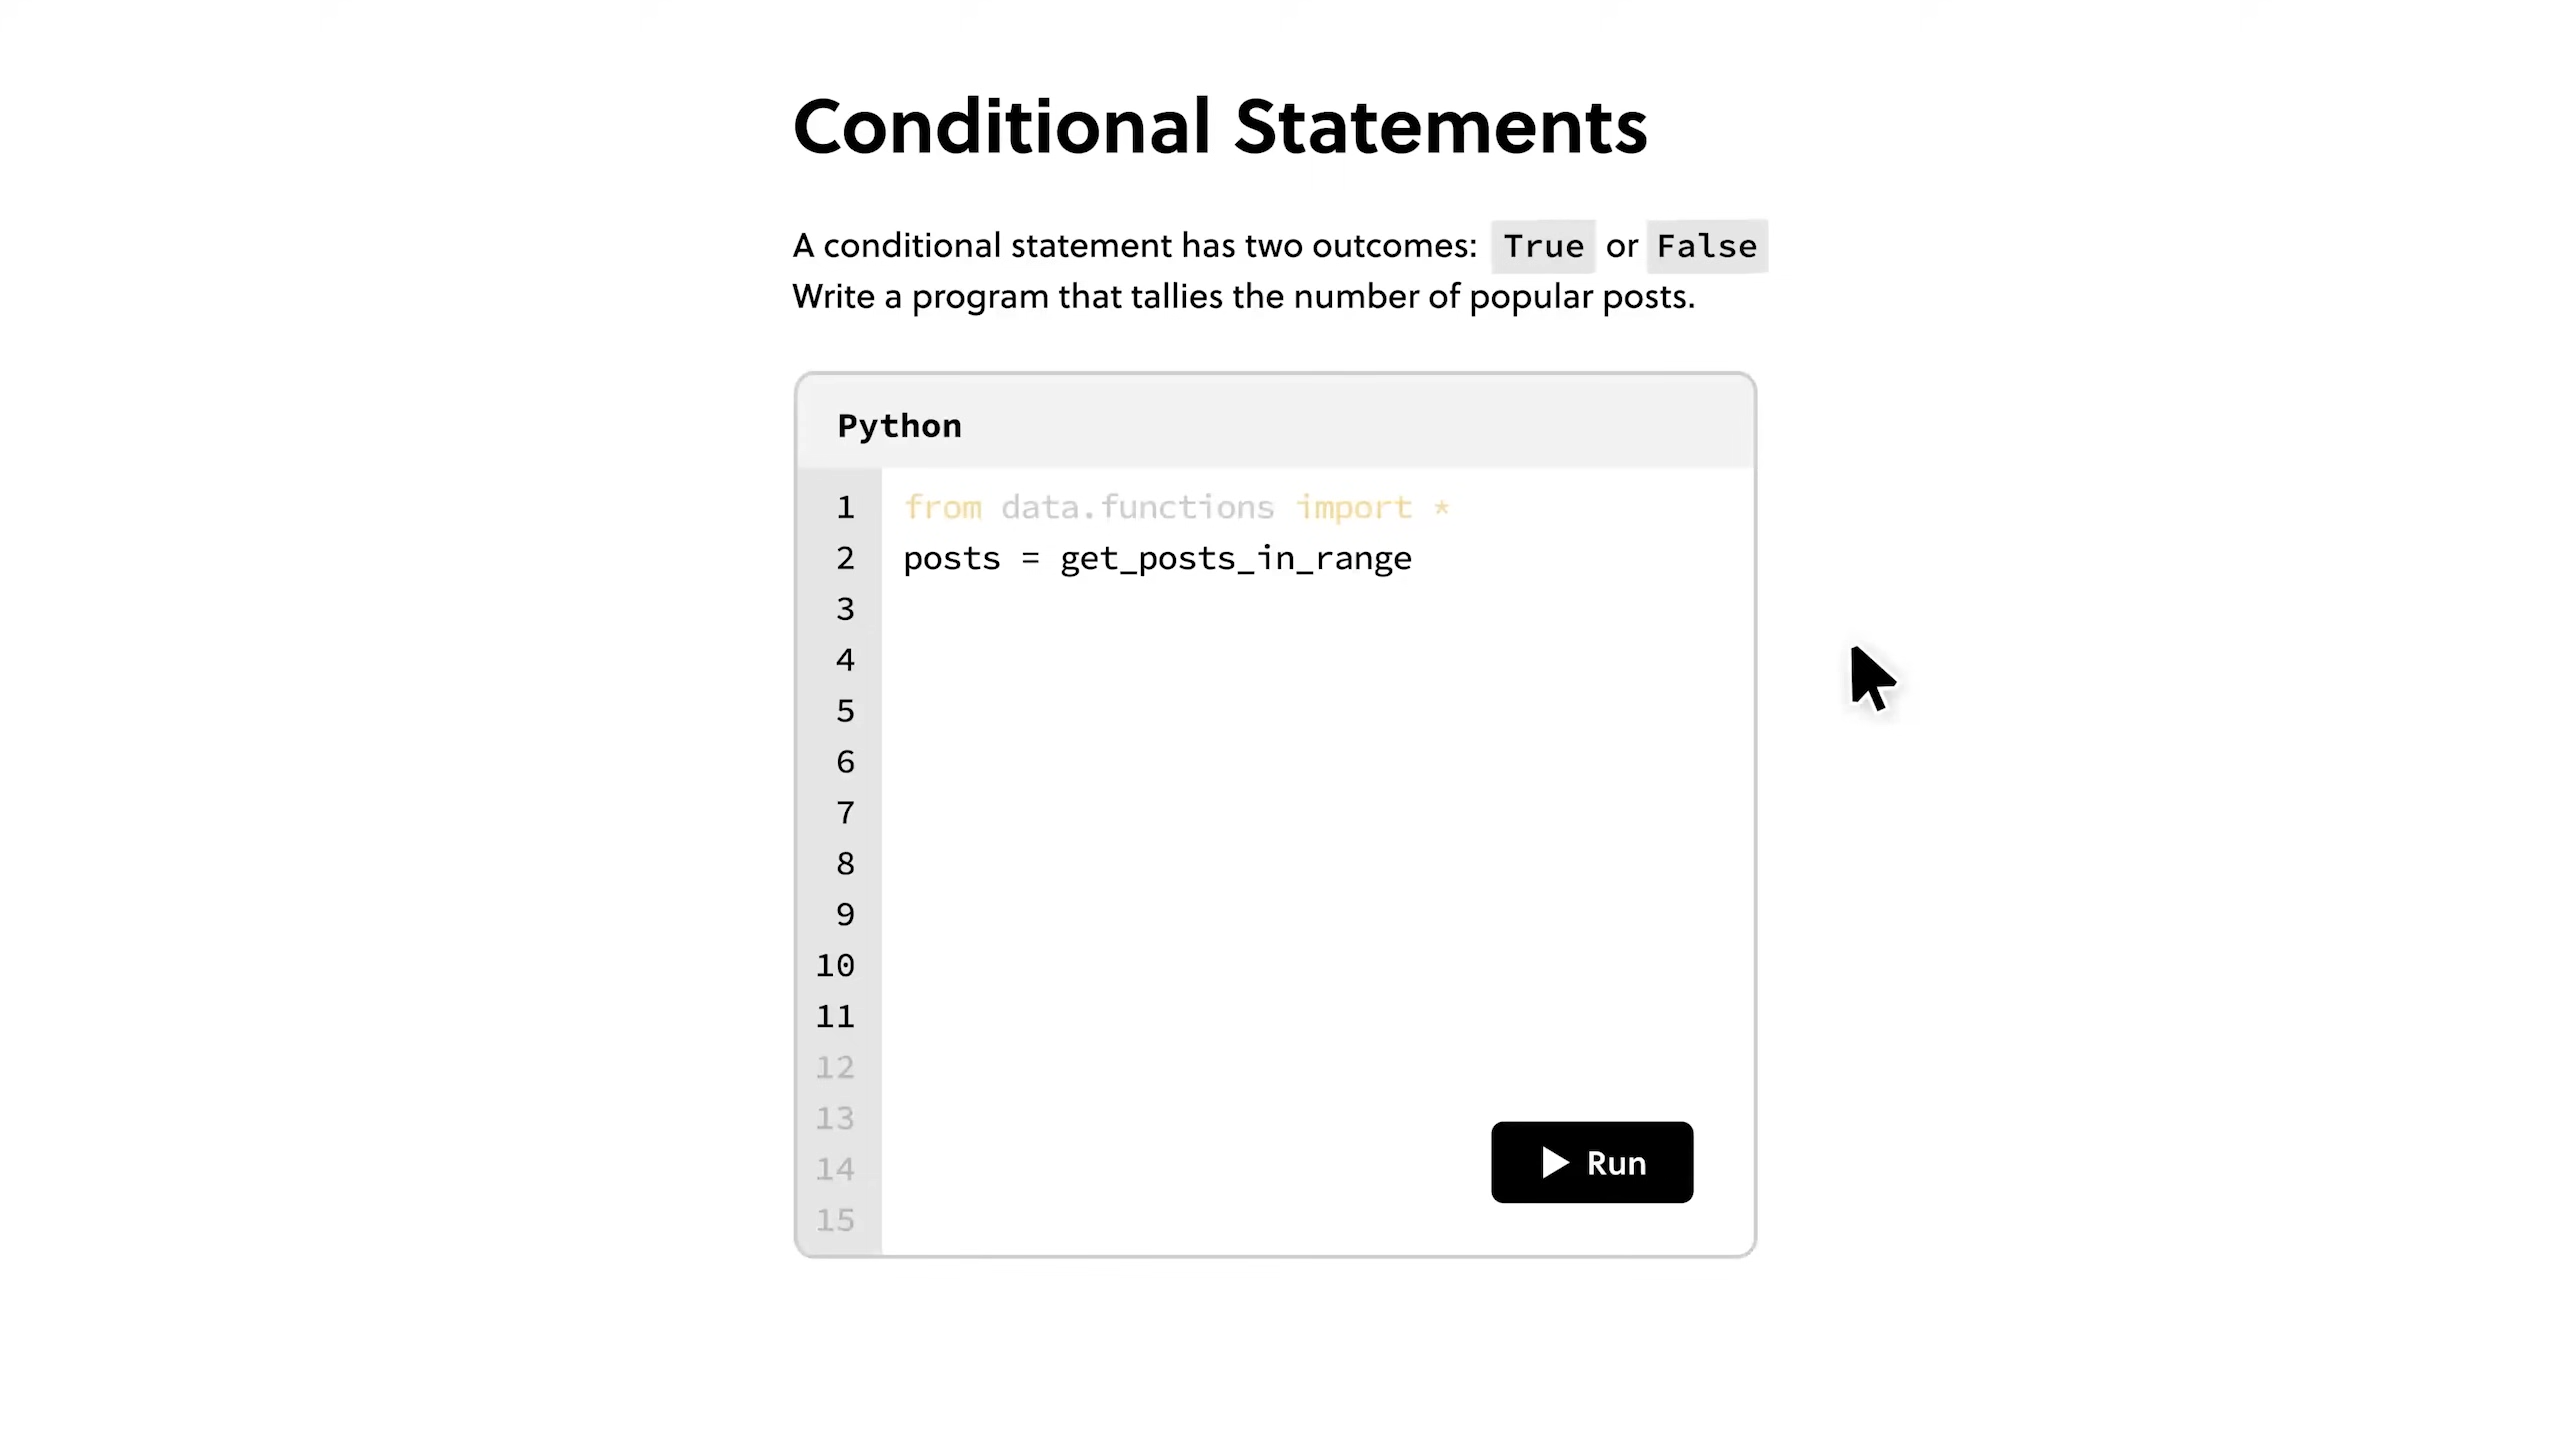 Conditional Statements
A conditional statement has two outcomes: True or False
Write a program that tallies the number of popular posts.
Python
1 from data.functions import *
2 posts = get_posts_in_range
3
4
5
6
7
8
9
10
11
12
13
14
15
Run